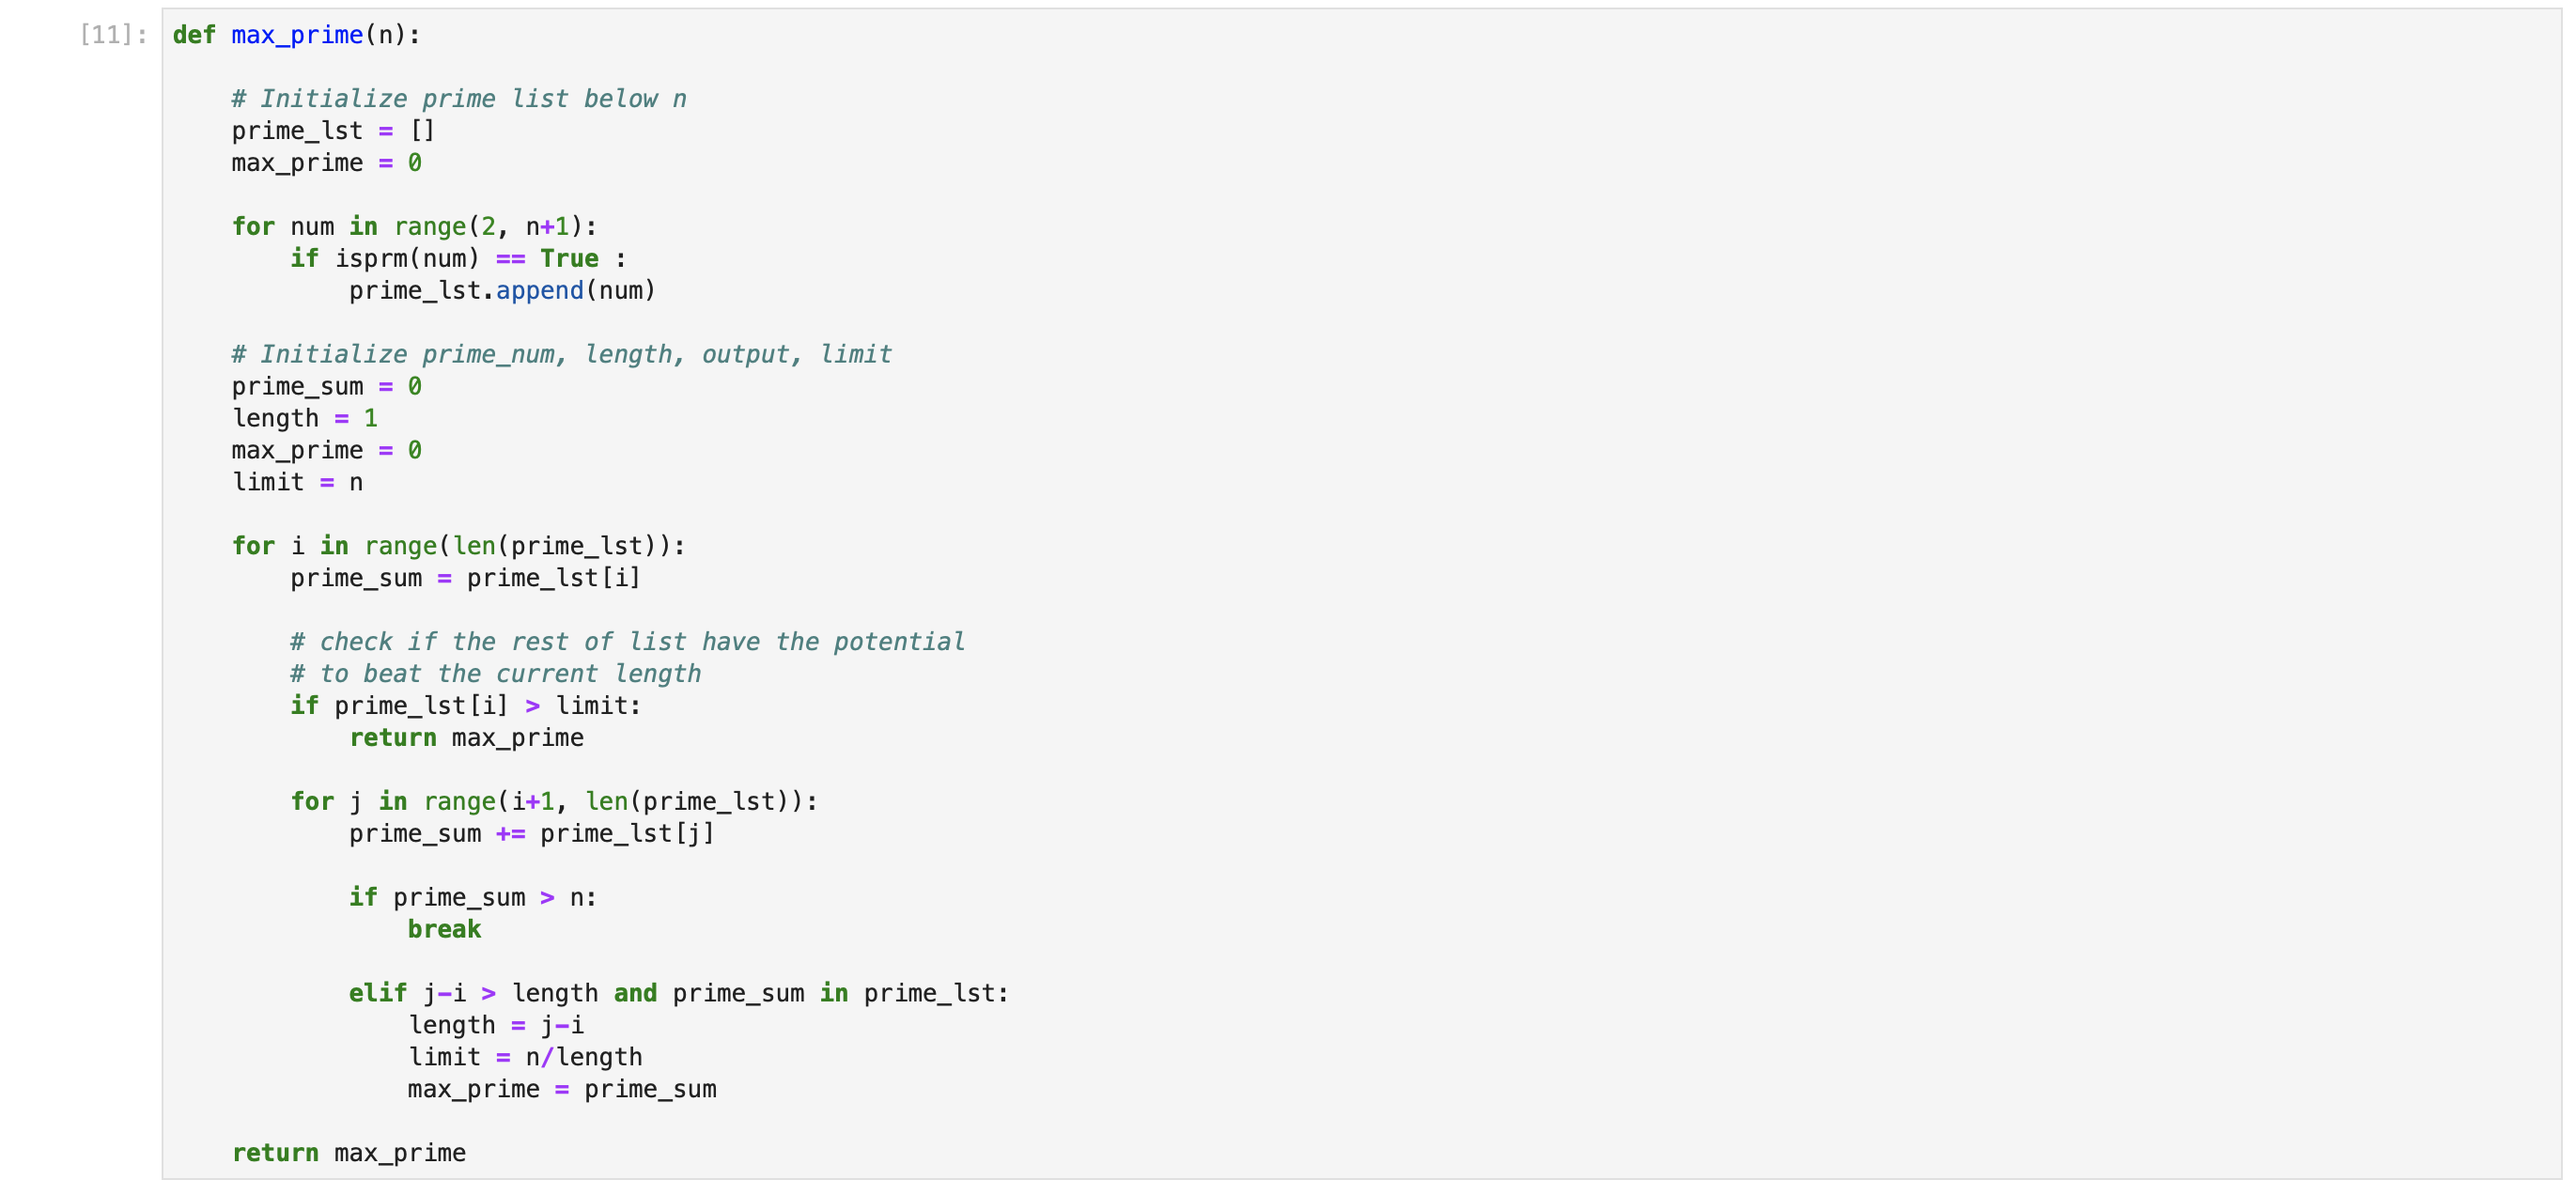 [11]: def max_prime(n):
# Initialize prime list below n
prime_lst = []
max_prime = 0
for num in range(2, n+1):
if isprm(num) == True :
prime_lst.append(num)
# Initialize prime_num, length, output, limit
prime_sum = 0
length = 1
max_prime = 0
limit = n
for i in range(len(prime_lst)):
prime_sum = prime_lst[i]
# check if the rest of list have the potential
# to beat the current length
if prime_lst[i] > limit:
return max_prime
for j in range(i+1, len(prime_lst)):
prime_sum += prime_lst[j]
if prime_sum > n:
break
elif j-i > length and prime_sum in prime_lst:
length = j-i
limit = n/length
max_prime = prime_sum
return max_prime